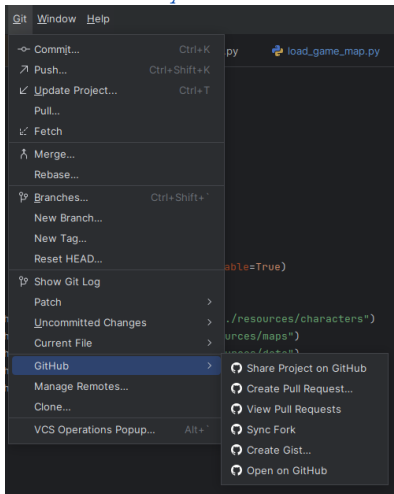 Git Window Help
Commit... Ctrl+K
.py load_game_map.py
Push... Ctrl+Shift+K
Update Project... Ctrl+T
Pull...
Fetch
Merge...
Rebase...
Branches... Ctrl+Shift+`
New Branch...
New Tag...
Reset HEAD...
able=True)
Show Git Log
Patch
./resources/characters")
Uncommitted Changes
urces/maps")
Current File
GitHub
Share Project on GitHub
Manage Remotes...
Create Pull Request...
Clone...
View Pull Requests
VCS Operations Popup... Alt+`
Sync Fork
Create Gist...
Open on GitHub